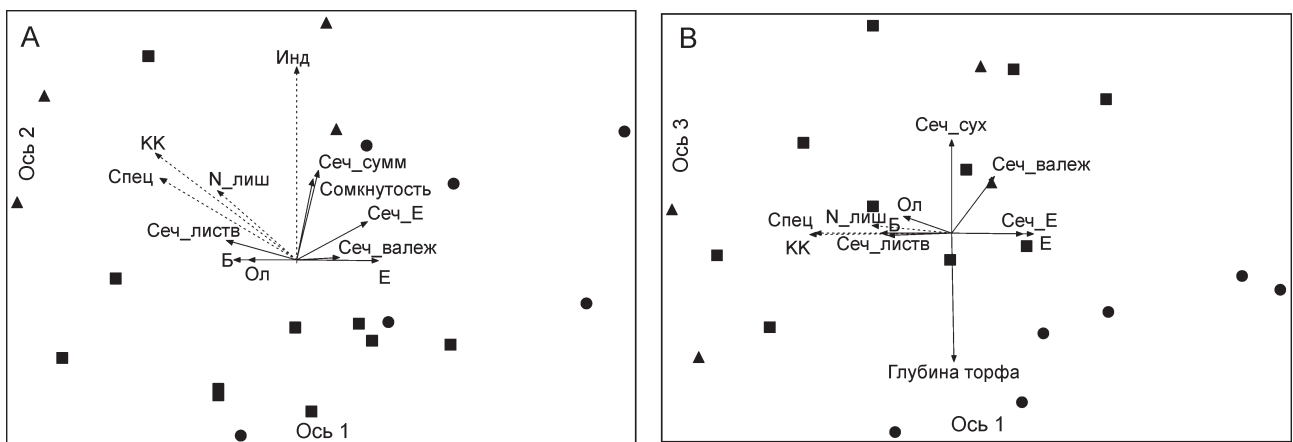 А
Инд
Ось 2
КК
Спец
N_лиш
Сеч_сумм
Сомкнутость
Сеч_Е
Сеч_листв
Сеч_валеж
Б
Ол
Е
Ось 1
В
Ось 3
Сеч_сух
Сеч_валеж
Ол
Спец
N_лиш
Б
Сеч_Е
КК
Сеч_листв
Е
Глубина торфа
Ось 1